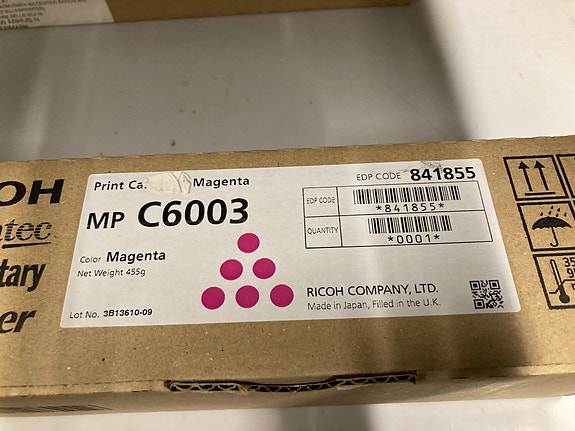 Print Ca Magenta
EDP CODE 841855
MP C6003
EDP CODE
*841855*
QUANTITY
*0001*
Color Magenta
Net Weight 455g
RICOH COMPANY, LTD.
Made in Japan, Filled in the U.K.
Lot No. 3B13610-09
OH
tec
tary
er